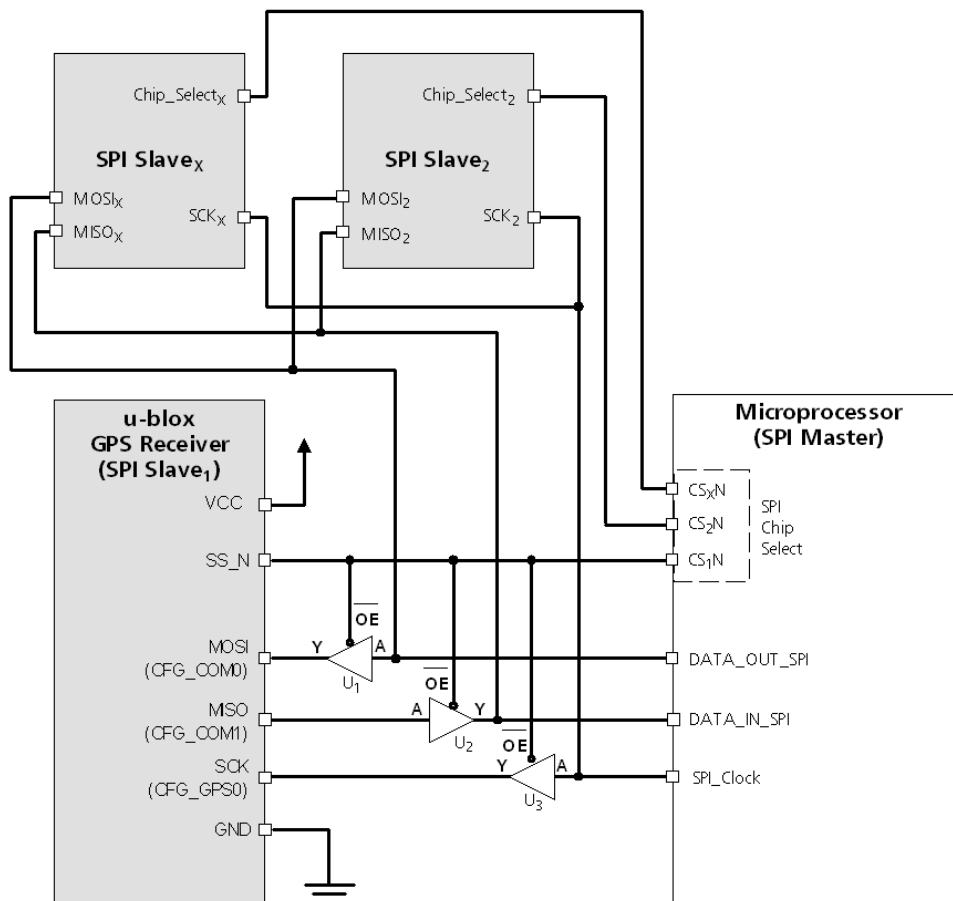 Chip_SelectX
SPI SlaveX
MOSIX
MISOX
SCKX
Chip_Select2
SPI Slave2
MOSI2
MISO2
SCK2
u-blox
GPS Receiver
(SPI Slave1)
VCC
SS_N
MOSI
(CFG_COM0)
MISO
(CFG_COM1)
SCK
(CFG_GPS0)
GND
OE
Y
A
U1
OE
A
Y
U2
OE
Y
A
U3
Microprocessor
(SPI Master)
CSXN
CS2N
CS1N
SPI
Chip
Select
DATA_OUT_SPI
DATA_IN_SPI
SPI_Clock